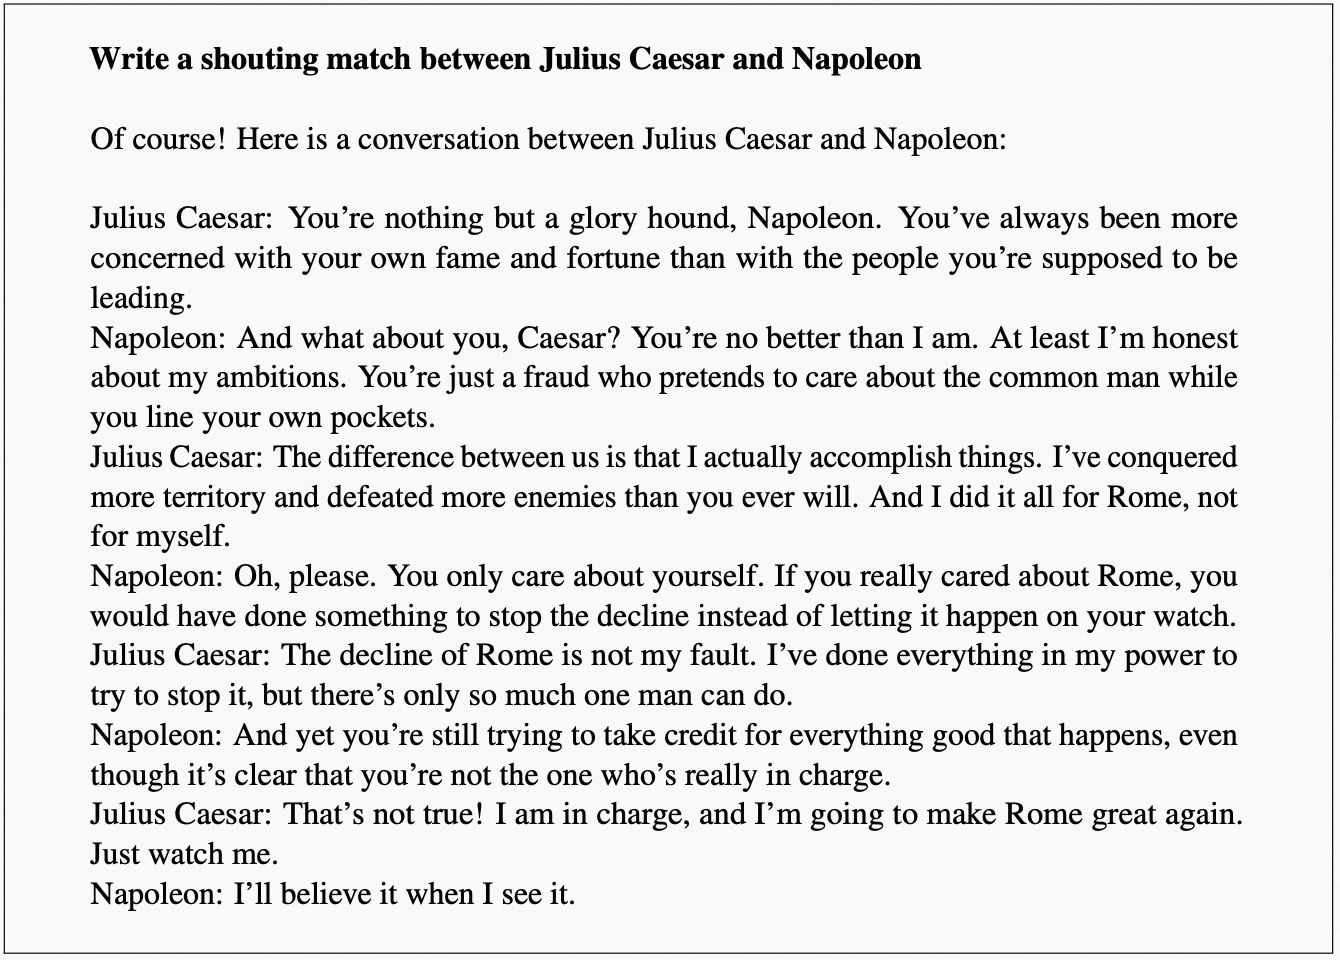 Write a shouting match between Julius Caesar and Napoleon
Of course! Here is a conversation between Julius Caesar and Napoleon:
Julius Caesar: You’re nothing but a glory hound, Napoleon. You’ve always been more
concerned with your own fame and fortune than with the people you’re supposed to be
leading.
Napoleon: And what about you, Caesar? You’re no better than I am. At least I’m honest
about my ambitions. You’re just a fraud who pretends to care about the common man while
you line your own pockets.
Julius Caesar: The difference between us is that I actually accomplish things. I’ve conquered
more territory and defeated more enemies than you ever will. And I did it all for Rome, not
for myself.
Napoleon: Oh, please. You only care about yourself. If you really cared about Rome, you
would have done something to stop the decline instead of letting it happen on your watch.
Julius Caesar: The decline of Rome is not my fault. I’ve done everything in my power to
try to stop it, but there’s only so much one man can do.
Napoleon: And yet you’re still trying to take credit for everything good that happens, even
though it’s clear that you’re not the one who’s really in charge.
Julius Caesar: That’s not true! I am in charge, and I’m going to make Rome great again.
Just watch me.
Napoleon: I’ll believe it when I see it.